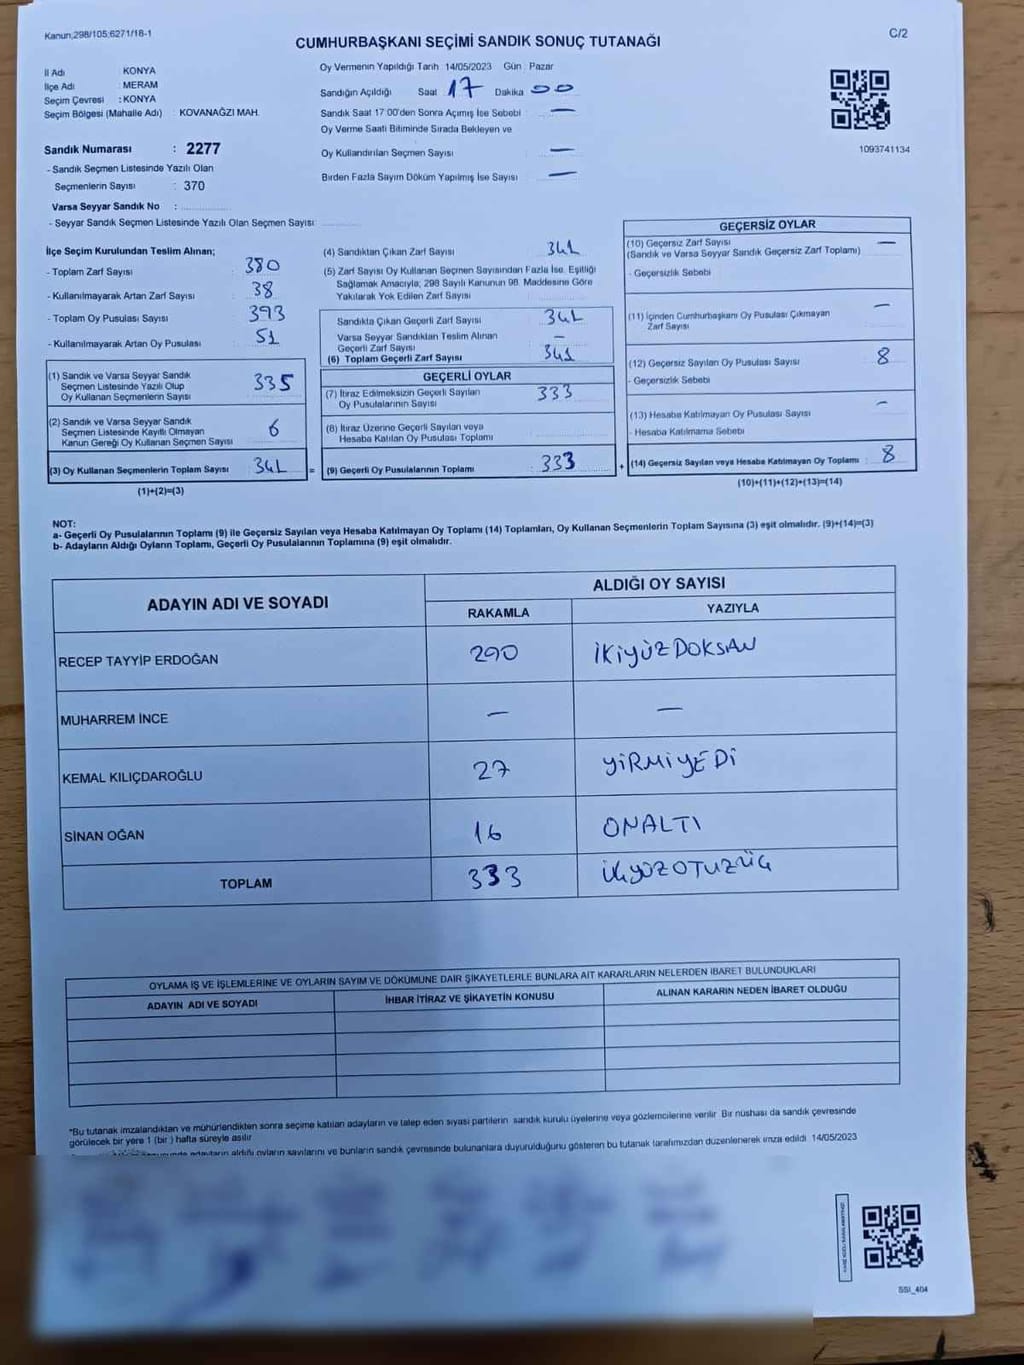 Kanun;298/105;6271/18-1
C/2
CUMHURBAŞKANI SEÇİMİ SANDIK SONUÇ TUTANAĞI
İl Adı KONYA
İlçe Adı : MERAM
Seçim Çevresi : KONYA
Seçim Bölgesi (Mahalle Adı) : KOVANAĞZI MAH.
Sandık Numarası : 2277
- Sandık Seçmen Listesinde Yazılı Olan
Seçmenlerin Sayısı : 370
Varsa Seyyar Sandık No :
- Seyyar Sandık Seçmen Listesinde Yazılı Olan Seçmen Sayısı:
Oy Vermenin Yapıldığı Tarih 14/05/2023 Gün : Pazar
Sandığın Açıldığı Saat 17 Dakika 00
Sandık Saat 17:00'den Sonra Açımış İse Sebebi : —
Oy Verme Saati Bitiminde Sırada Bekleyen ve
Oy Kullandırılan Seçmen Sayısı —
Birden Fazla Sayım Döküm Yapılmış İse Sayısı —
1093741134
İlçe Seçim Kurulundan Teslim Alınan;
- Toplam Zarf Sayısı : 380
- Kullanılmayarak Artan Zarf Sayısı : 38
- Toplam Oy Pusulası Sayısı : 393
- Kullanılmayarak Artan Oy Pusulası : 51
(1) Sandık ve Varsa Seyyar Sandık
Seçmen Listesinde Yazılı Olup
Oy Kullanan Seçmenlerin Sayısı 335
(2) Sandık ve Varsa Seyyar Sandık
Seçmen Listesinde Kayıtlı Olmayan
Kanun Gereği Oy Kullanan Seçmen Sayısı 6
(3) Oy Kullanan Seçmenlerin Toplam Sayısı 341 =
(1)+(2)=(3)
(4) Sandıktan Çıkan Zarf Sayısı 341
(5) Zarf Sayısı Oy Kullanan Seçmen Sayısından Fazla İse, Eşitliği
Sağlamak Amacıyla; 298 Sayılı Kanunun 98. Maddesine Göre
Yakılarak Yok Edilen Zarf Sayısı
Sandıkta Çıkan Geçerli Zarf Sayısı 341
Varsa Seyyar Sandıktan Teslim Alınan
Geçerli Zarf Sayısı —
(6) Toplam Geçerli Zarf Sayısı 341
GEÇERLİ OYLAR
(7) İtiraz Edilmeksizin Geçerli Sayılan
Oy Pusulalarının Sayısı 333
(8) İtiraz Üzerine Geçerli Sayılan veya
Hesaba Katılan Oy Pusulası Toplamı
(9) Geçerli Oy Pusulalarının Toplamı : 333 +
GEÇERSİZ OYLAR
(10) Geçersiz Zarf Sayısı —
(Sandık ve Varsa Seyyar Sandık Geçersiz Zarf Toplamı)
- Geçersizlik Sebebi
(11) İçinden Cumhurbaşkanı Oy Pusulası Çıkmayan
Zarf Sayısı —
(12) Geçersiz Sayılan Oy Pusulası Sayısı 8
- Geçersizlik Sebebi
(13) Hesaba Katılmayan Oy Pusulası Sayısı —
- Hesaba Katılmama Sebebi
(14) Geçersiz Sayılan veya Hesaba Katılmayan Oy Toplamı : 8
(10)+(11)+(12)+(13)=(14)
NOT:
a- Geçerli Oy Pusulalarının Toplamı (9) ile Geçersiz Sayılan veya Hesaba Katılmayan Oy Toplamı (14) Toplamları, Oy Kullanan Seçmenlerin Toplam Sayısına (3) eşit olmalıdır. (9)+(14)=(3)
b- Adayların Aldığı Oyların Toplamı, Geçerli Oy Pusulalarının Toplamına (9) eşit olmalıdır.
ADAYIN ADI VE SOYADI
ALDIĞI OY SAYISI
RAKAMLA YAZIYLA
RECEP TAYYİP ERDOĞAN 290 İKİYÜZDOKSAN
MUHARREM İNCE — —
KEMAL KILIÇDAROĞLU 27 YİRMİYEDİ
SİNAN OĞAN 16 ONALTI
TOPLAM 333
OYLAMA İŞ VE İŞLEMLERİNE VE OYLARIN SAYIM VE DÖKÜMÜNE DAİR ŞİKAYETLERLE BUNLARA AİT KARARLARIN NELERDEN İBARET BULUNDUKLARI
ADAYIN ADI VE SOYADI İHBAR İTİRAZ VE ŞİKAYETİN KONUSU ALINAN KARARIN NEDEN İBARET OLDUĞU
*Bu tutanak imzalandıktan ve mühürlendikten sonra seçime katılan adayların ve talep eden siyasi partilerin sandık kurulu üyelerine veya gözlemcilerine verilir. Bir nüshası da sandık çevresinde
görülecek bir yere 1 (bir) hafta süreyle asılır.
adayların aldığı oyların sayılarını ve bunların sandık çevresinde bulunanlara duyurulduğunu gösteren bu tutanak tarafımızdan düzenlenerek imza edildi. 14/05/2023
SSI_404